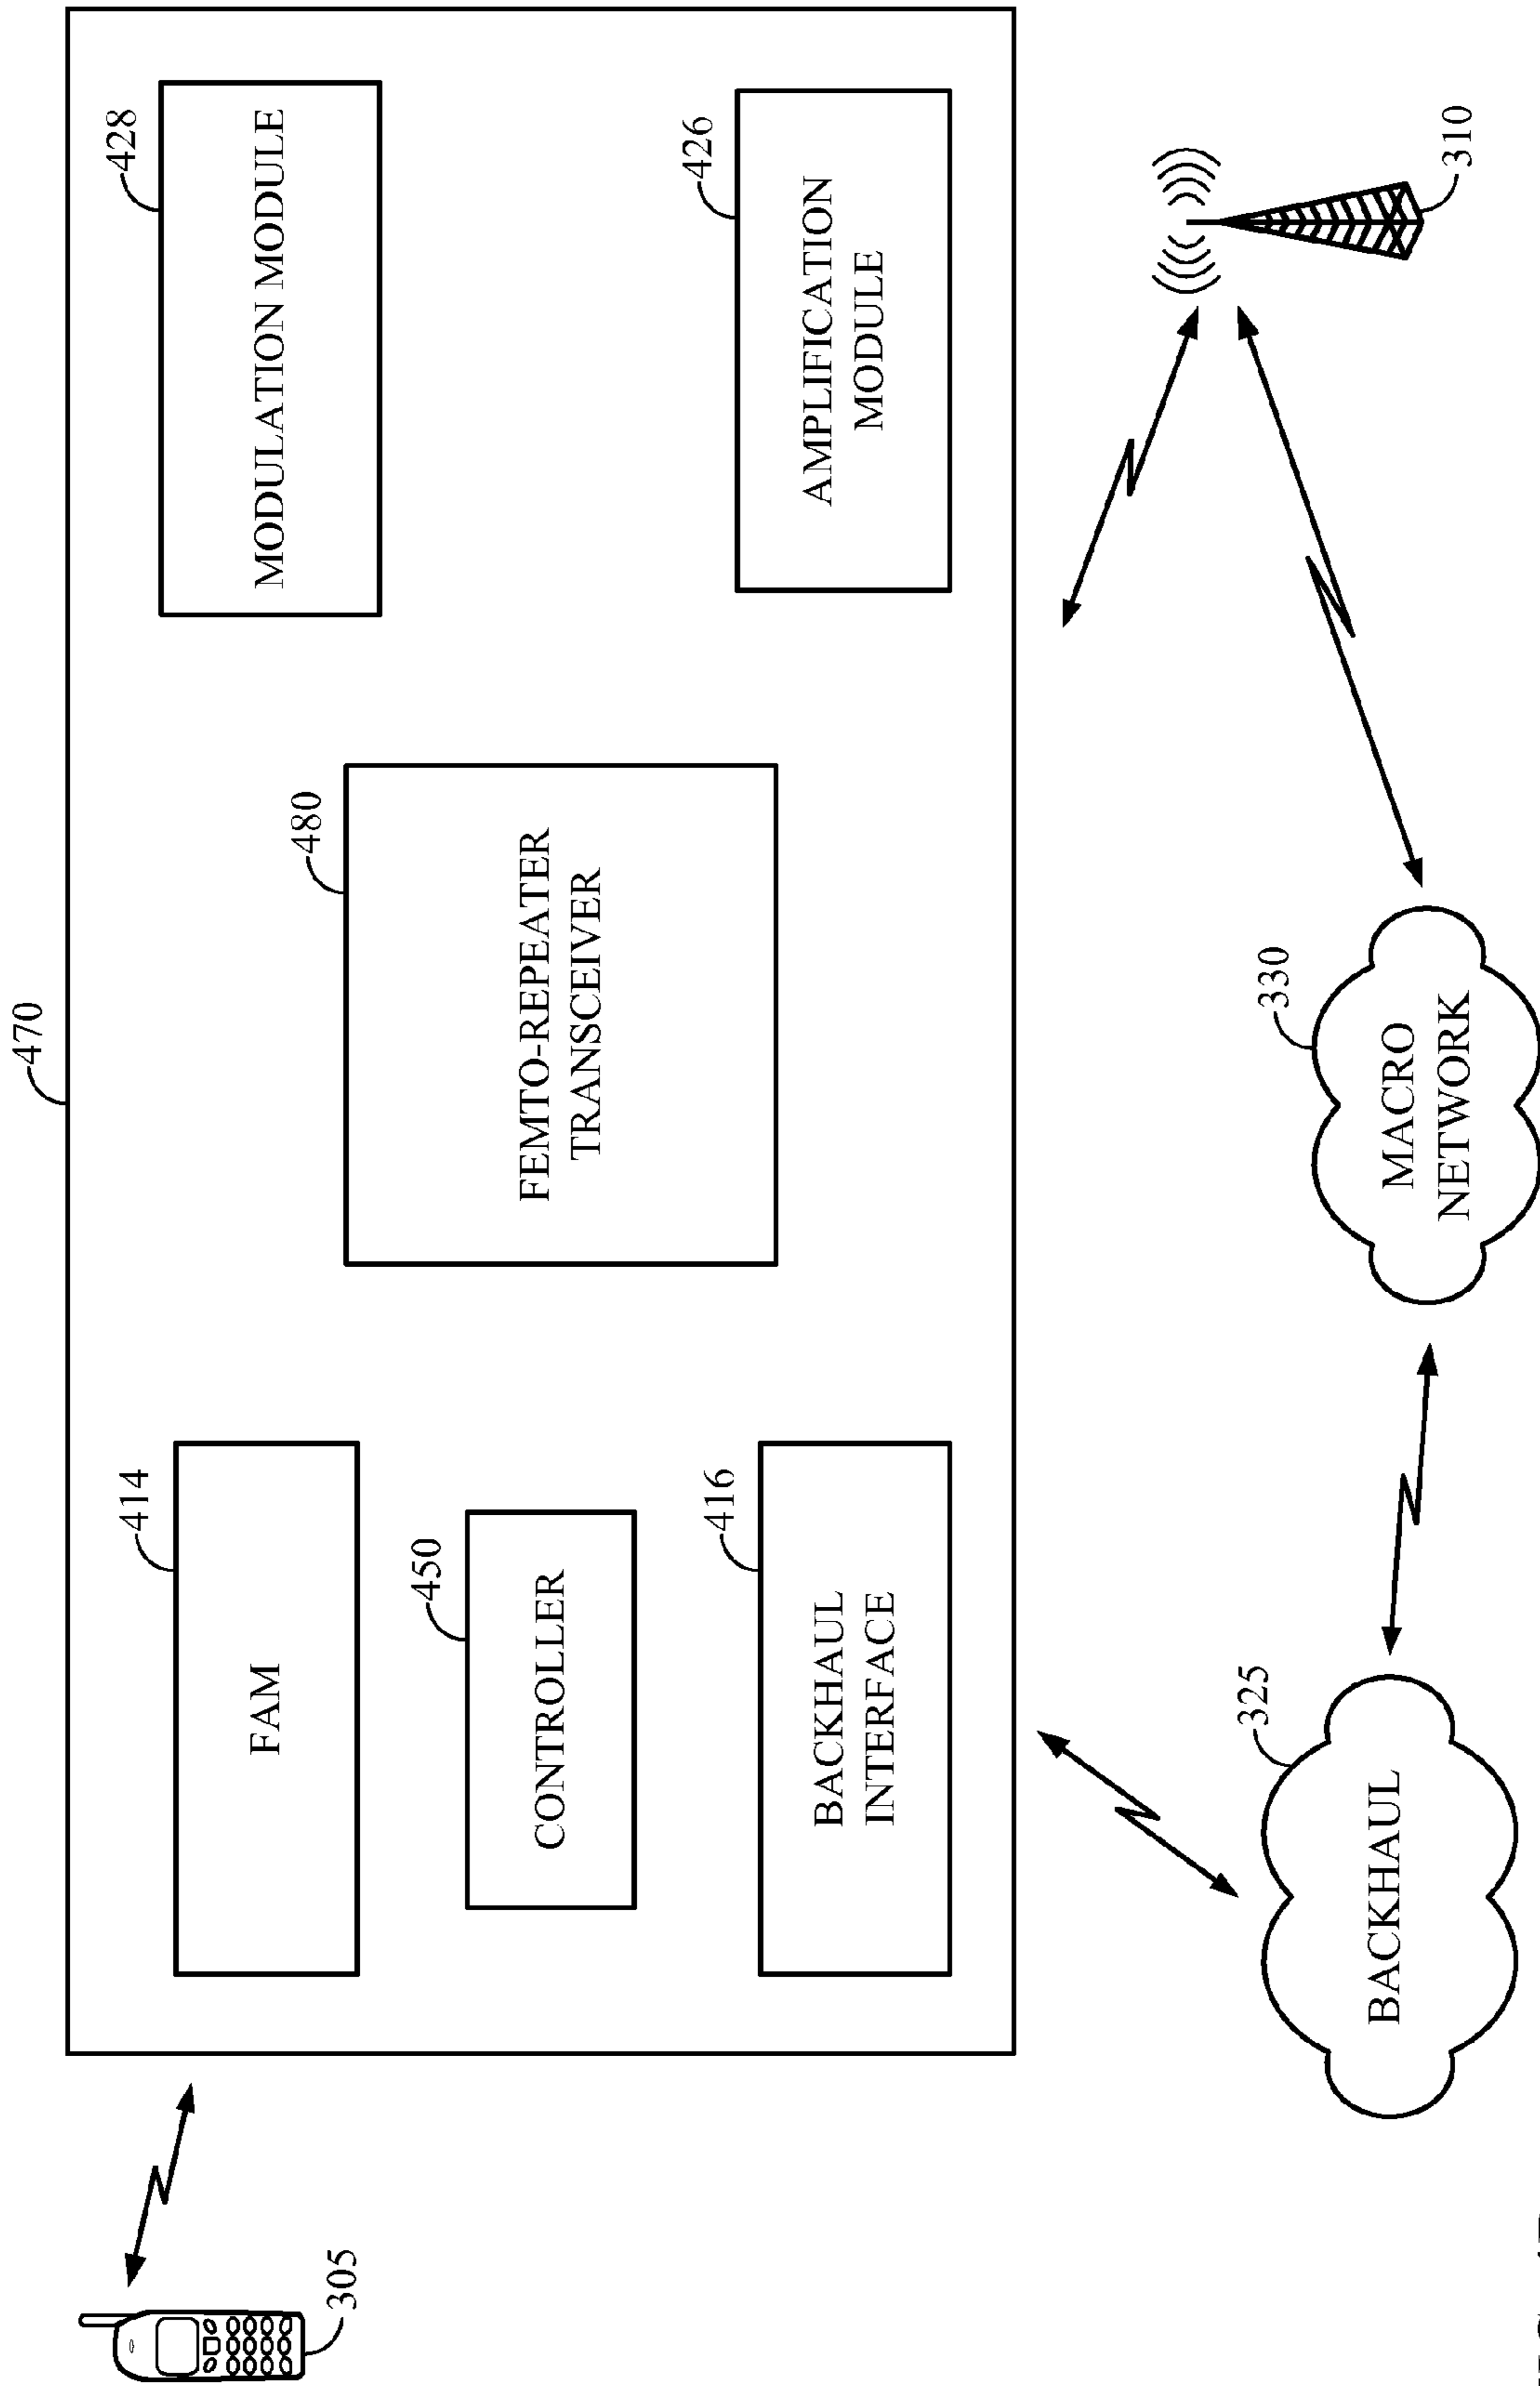 470
428
414
MODULATION MODULE
FAM
480
305
450
FEMTO-REPEATER
TRANSCEIVER
CONTROLLER
426
416
AMPLIFICATION
MODULE
BACKHAUL
INTERFACE
325
330
BACKHAUL
MACRO
NETWORK
310